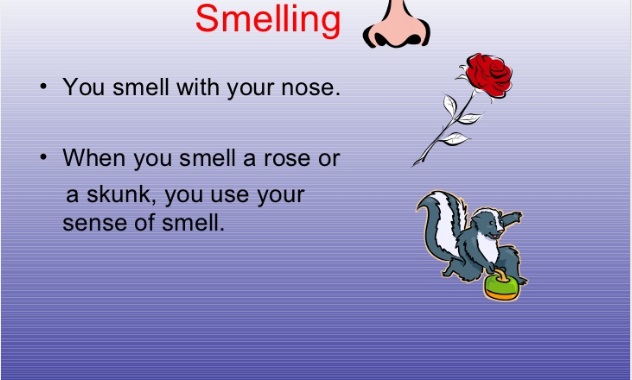 Smelling
• You smell with your nose.
• When you smell a rose or
a skunk, you use your
sense of smell.